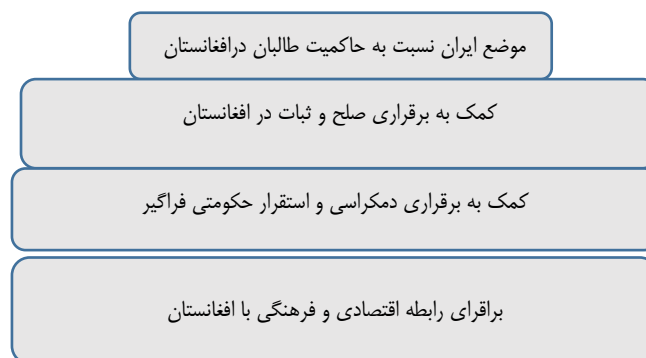 موضع ایران نسبت به حاکمیت طالبان درافغانستان
کمک به برقراری صلح و ثبات در افغانستان
کمک به برقراری دمکراسی و استقرار حکومتی فراگیر
براقرای رابطه اقتصادی و فرهنگی با افغانستان